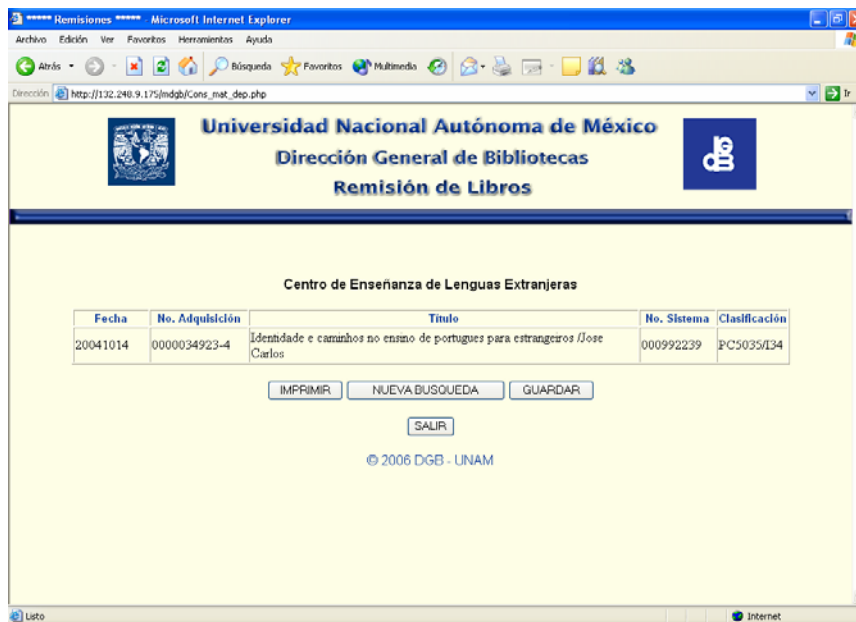 ***** Remisiones ***** - Microsoft Internet Explorer
Archivo Edición Ver Favoritos Herramientas Ayuda
Atrás Búsqueda Favoritos Multimedia
Dirección http://132.248.9.175/mdgb/Cons_mat_dep.php Ir
Universidad Nacional Autónoma de México
Dirección General de Bibliotecas
Remisión de Libros
Centro de Enseñanza de Lenguas Extranjeras
Fecha No. Adquisición Título No. Sistema Clasificación
20041014 0000034923-4 Identidade e caminhos no ensino de portugues para estrangeiros /Jose 000992239 PC5035/I34
Carlos
IMPRIMIR NUEVA BUSQUEDA GUARDAR
SALIR
© 2006 DGB - UNAM
Listo Internet